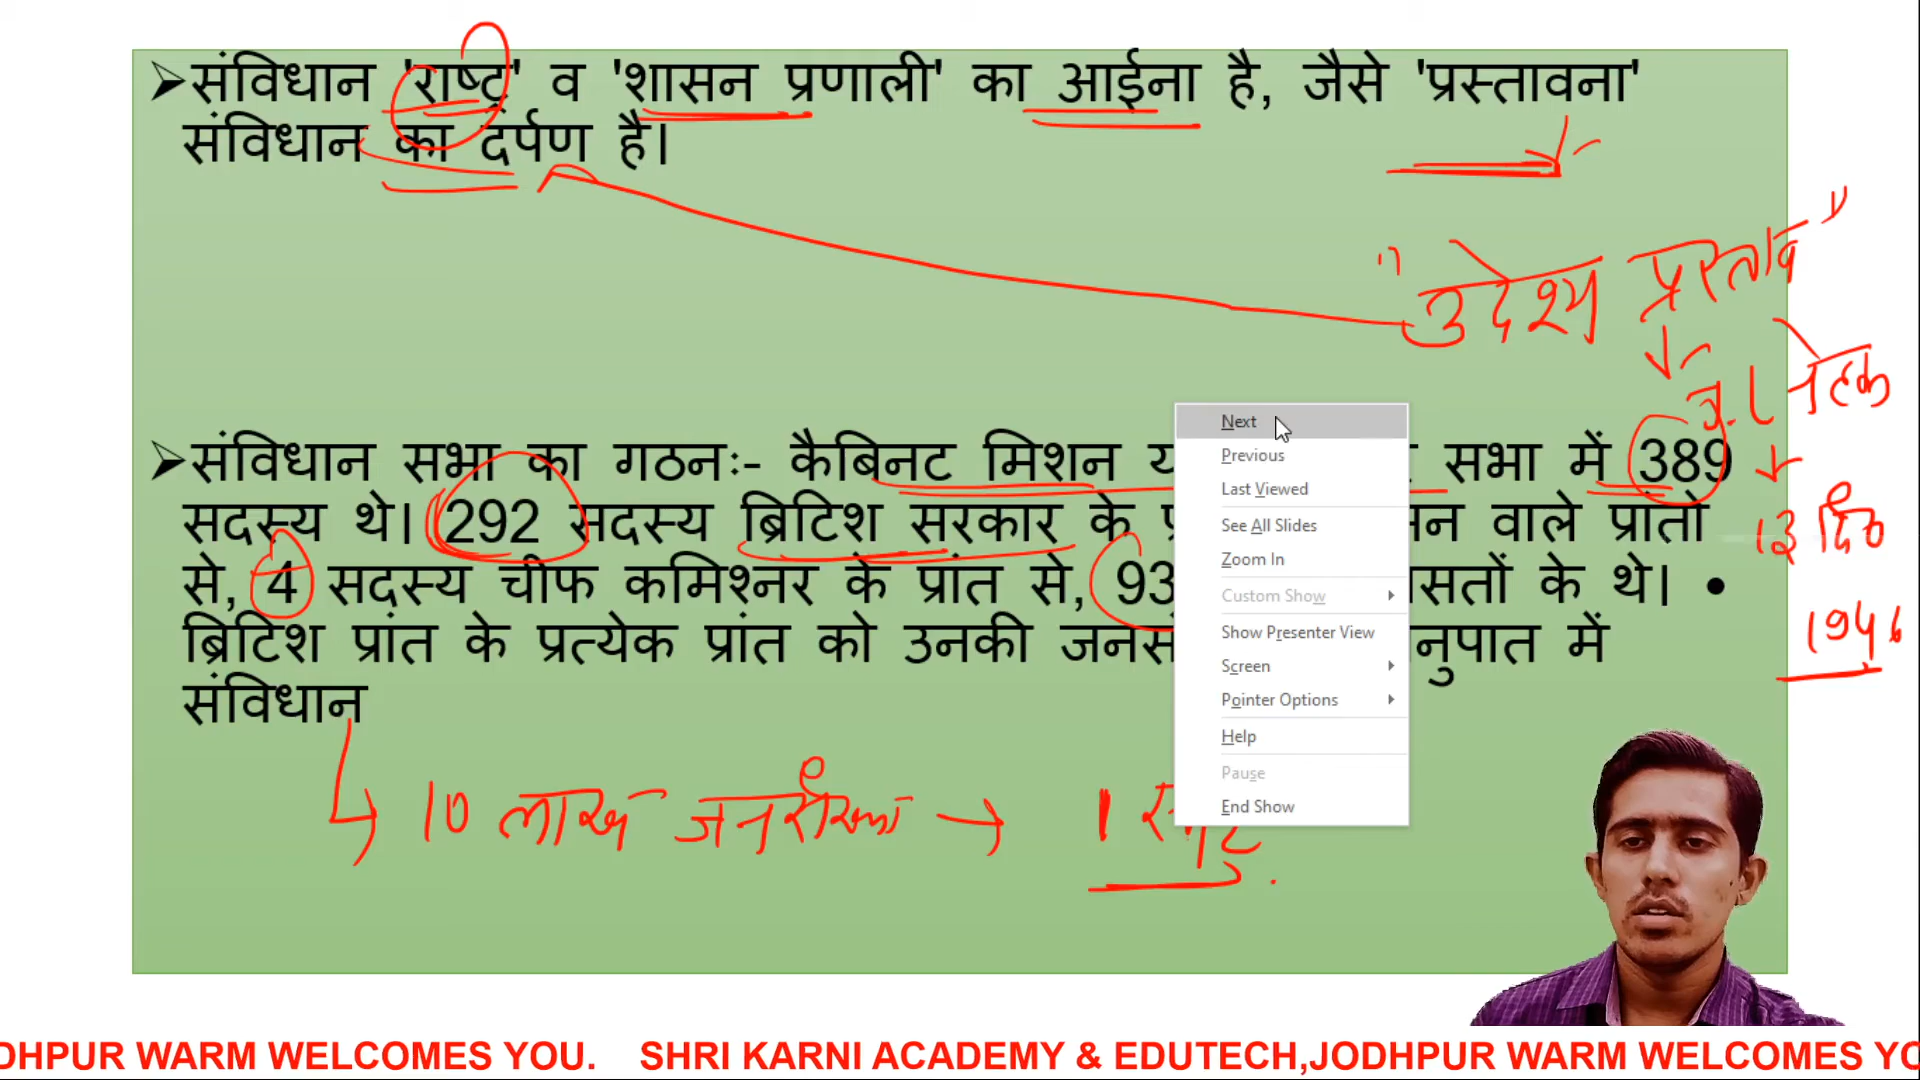 ➢संविधान 'राष्ट्र' व 'शासन प्रणाली' का आईना है, जैसे 'प्रस्तावना'
संविधान का दर्पण है।
"उदेश्य प्रस्ताव"
➢संविधान सभा का गठनः- कैबिनट मिशन य सभा में 389
सदस्य थे। 292 सदस्य ब्रिटिश सरकार के प्र सन वाले प्रांतो
से, 4 सदस्य चीफ कमिश्नर के प्रांत से, 93 सतों के थे। •
ब्रिटिश प्रांत के प्रत्येक प्रांत को उनकी जनसं नुपात में
संविधान
13 दि०
1946
Next
Previous
Last Viewed
See All Slides
Zoom In
Custom Show
Show Presenter View
Screen
Pointer Options
Help
Pause
End Show
10 लाख जनसंख्या → 1
DHPUR WARM WELCOMES YOU. SHRI KARNI ACADEMY & EDUTECH,JODHPUR WARM WELCOMES YO